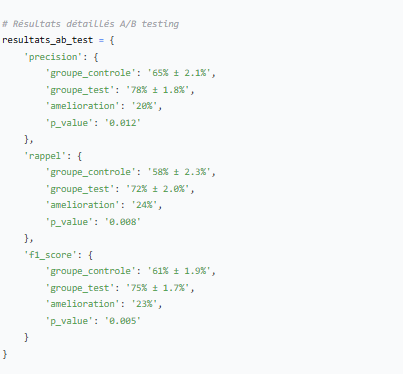 # Résultats détaillés A/B testing
resultats_ab_test = {
    'precision': {
        'groupe_controle': '65% ± 2.1%',
        'groupe_test': '78% ± 1.8%',
        'amelioration': '20%',
        'p_value': '0.012'
    },
    'rappel': {
        'groupe_controle': '58% ± 2.3%',
        'groupe_test': '72% ± 2.0%',
        'amelioration': '24%',
        'p_value': '0.008'
    },
    'f1_score': {
        'groupe_controle': '61% ± 1.9%',
        'groupe_test': '75% ± 1.7%',
        'amelioration': '23%',
        'p_value': '0.005'
    }
}